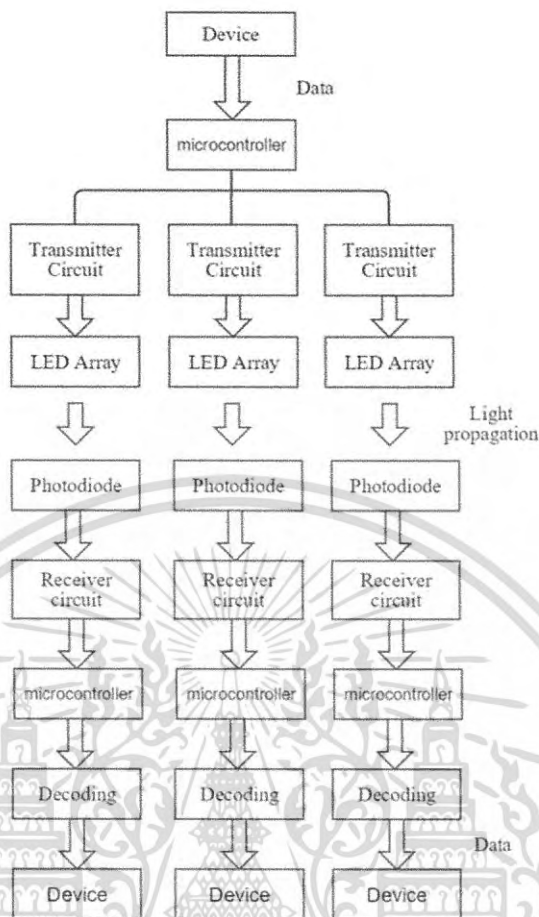 Device
Data
microcontroller
Transmitter Transmitter Transmitter
Circuit Circuit Circuit
LED Array LED Array LED Array
Light
propagation
Photodiode Photodiode Photodiode
Receiver Receiver Receiver
circuit circuit circuit
microcontroller microcontroller microcontroller
Decoding Decoding Decoding
Data
Device Device Device